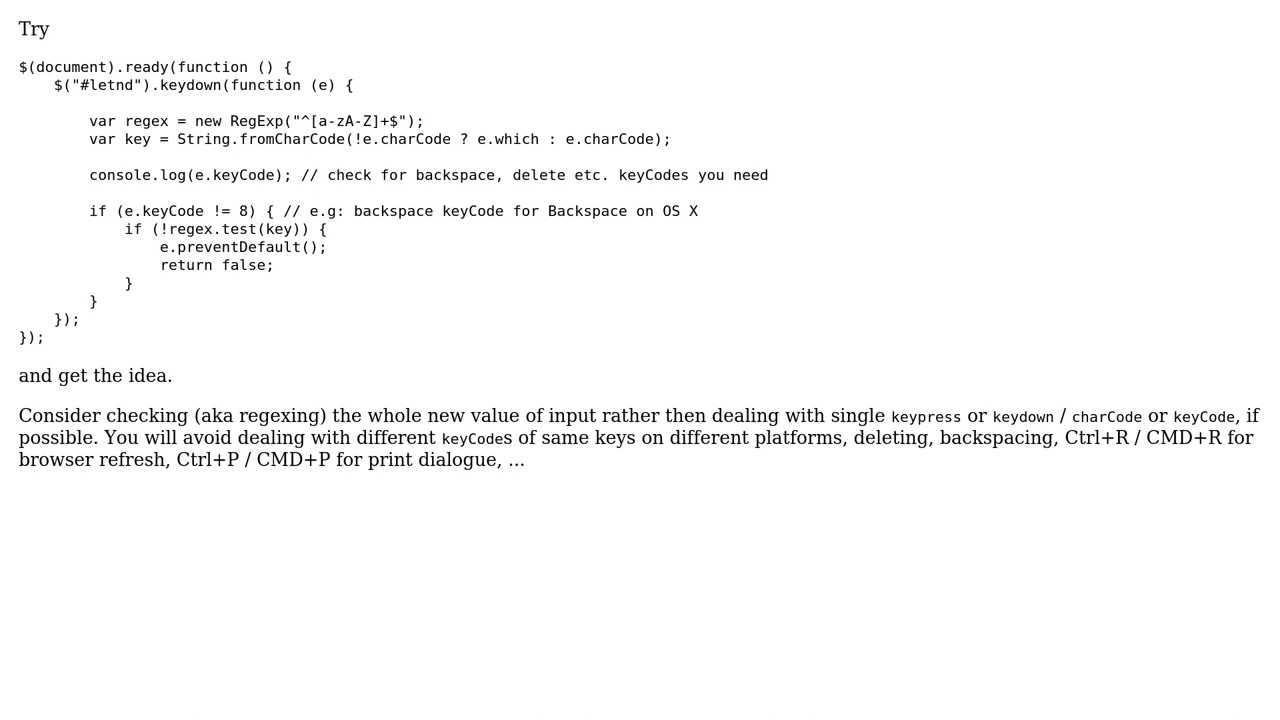 Try
$(document).ready(function () {
    $("#letnd").keydown(function (e) {

        var regex = new RegExp("^[a-zA-Z]+$");
        var key = String.fromCharCode(!e.charCode ? e.which : e.charCode);

        console.log(e.keyCode); // check for backspace, delete etc. keyCodes you need

        if (e.keyCode != 8) { // e.g: backspace keyCode for Backspace on OS X
            if (!regex.test(key)) {
                e.preventDefault();
                return false;
            }
        }
    });
});
and get the idea.
Consider checking (aka regexing) the whole new value of input rather then dealing with single keypress or keydown / charCode or keyCode, if
possible. You will avoid dealing with different keyCodes of same keys on different platforms, deleting, backspacing, Ctrl+R / CMD+R for
browser refresh, Ctrl+P / CMD+P for print dialogue, ...